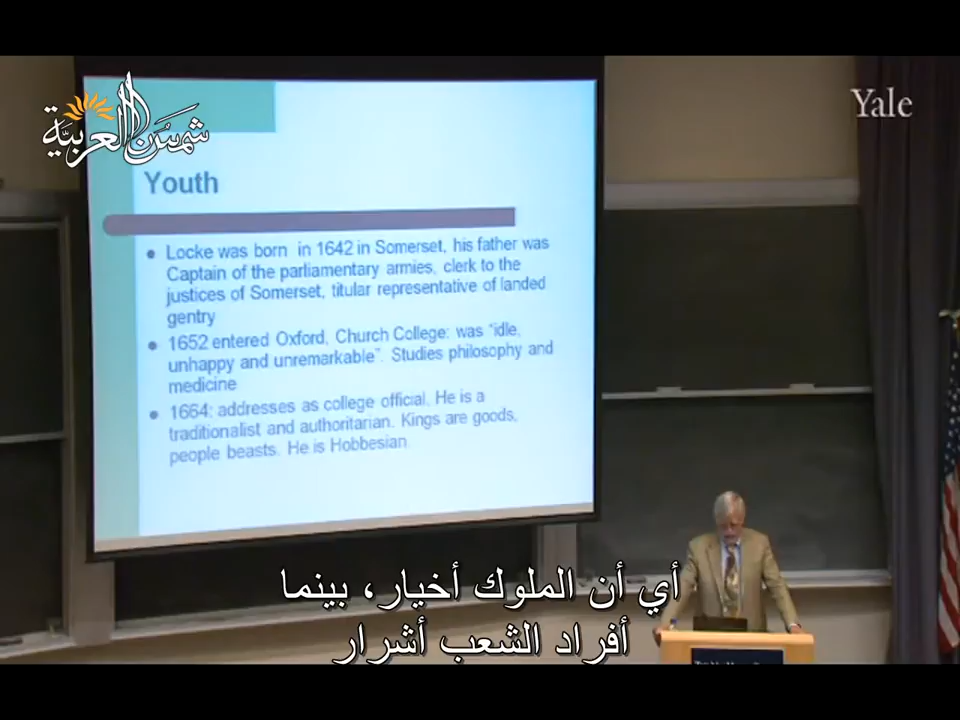 شمس العربية
Yale
Youth
Locke was born in 1642 in Somerset, his father was
Captain of the parliamentary armies, clerk to the
justices of Somerset, titular representative of landed
gentry
1652 entered Oxford, Church College: was "idle,
unhappy and unremarkable". Studies philosophy and
medicine
1664: addresses as college official. He is a
traditionalist and authoritarian. Kings are goods,
people beasts. He is Hobbesian
أي أن الملوك أخيار، بينما
أفراد الشعب أشرار